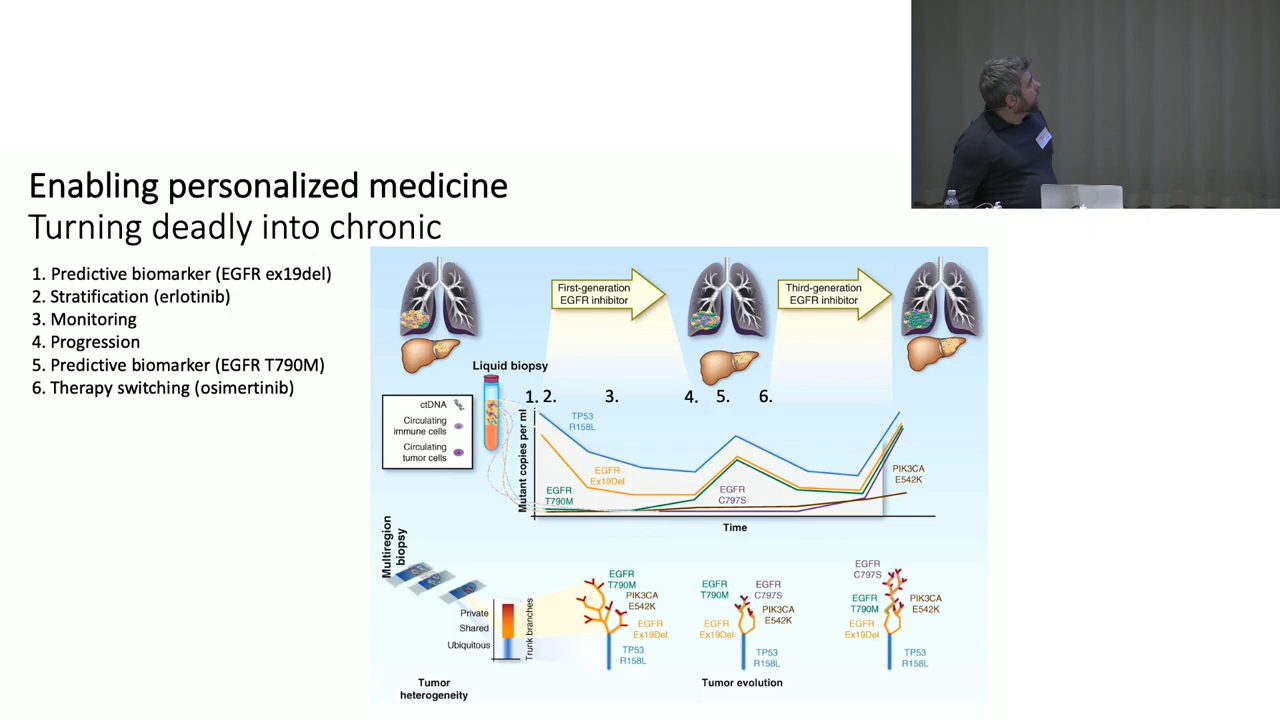 Enabling personalized medicine
Turning deadly into chronic
1. Predictive biomarker (EGFR ex19del)
2. Stratification (erlotinib)
3. Monitoring
4. Progression
5. Predictive biomarker (EGFR T790M)
6. Therapy switching (osimertinib)
First-generation
EGFR inhibitor
Third-generation
EGFR inhibitor
Liquid biopsy
ctDNA
Circulating
immune cells
Circulating
tumor cells
1. 2.
3.
4.
5.
6.
Mutant copies per ml
TP53
R158L
EGFR
Ex19Del
EGFR
T790M
EGFR
C797S
PIK3CA
E542K
Time
Multiregion
biopsy
Private
Shared
Ubiquitous
Trunk branches
EGFR
T790M
PIK3CA
E542K
EGFR
Ex19Del
TP53
R158L
EGFR
T790M
EGFR
C797S
PIK3CA
E542K
EGFR
Ex19Del
TP53
R158L
EGFR
C797S
EGFR
T790M
PIK3CA
E542K
EGFR
Ex19Del
TP53
R158L
Tumor
heterogeneity
Tumor evolution